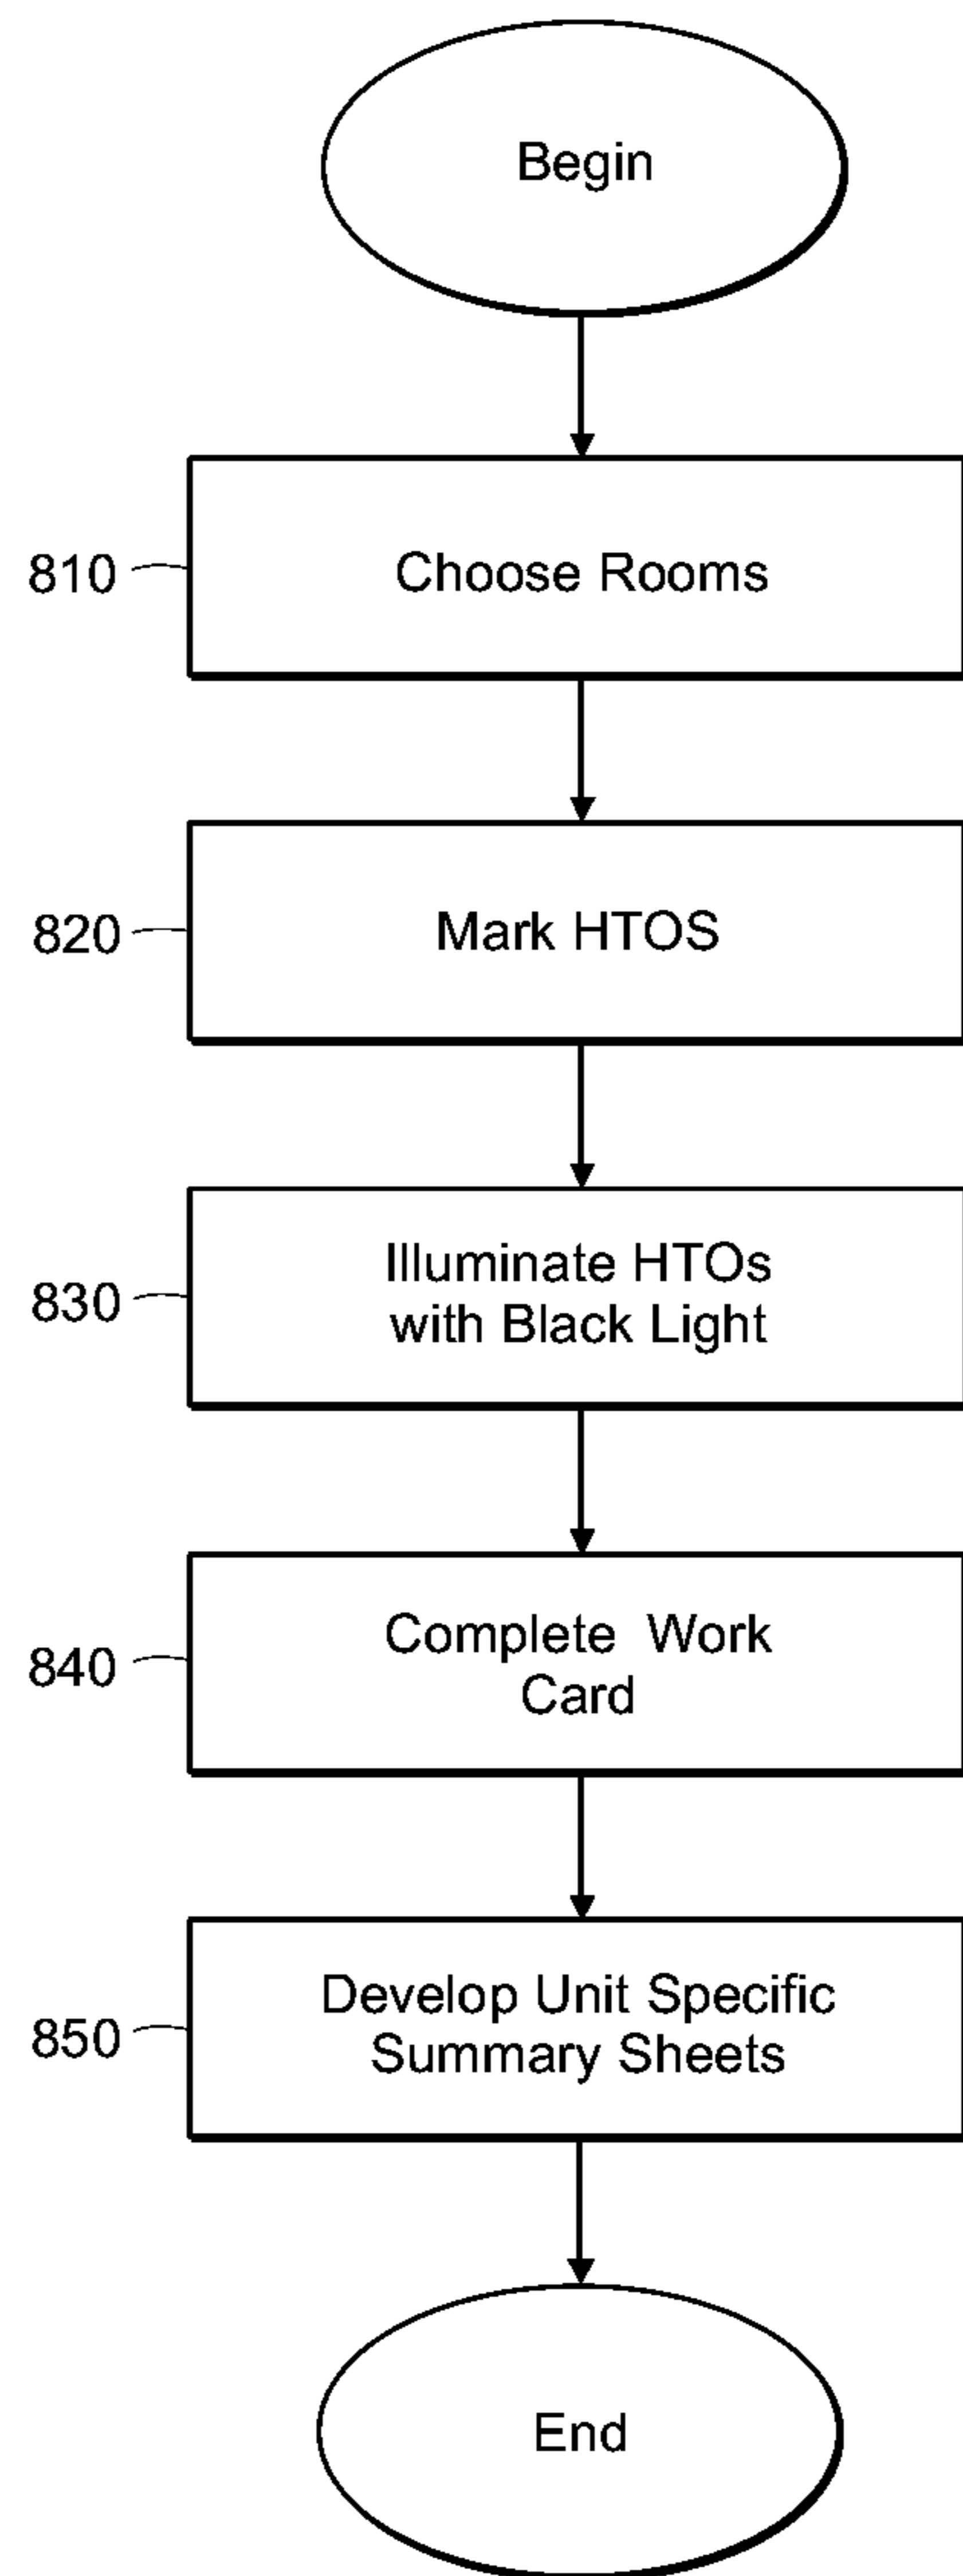 Begin
810
Choose Rooms
820
Mark HTOS
830
Illuminate HTOs
with Black Light
840
Complete Work
Card
850
Develop Unit Specific
Summary Sheets
End